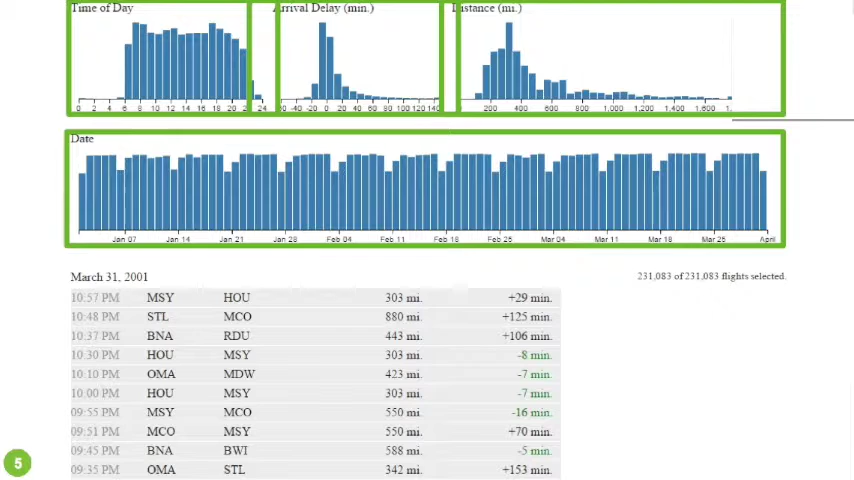 Time of Day
Arrival Delay (min.)
Distance (mi.)
0 2 4 6 8 10 12 14 16 18 20 22 24
-40 -20 0 20 40 60 80 100 120
200 400 600 800 1,000 1,200 1,400 1,600
Date
Jan 07 Jan 14 Jan 21 Jan 28 Feb 04 Feb 11 Feb 18 Feb 25 Mar 04 Mar 11 Mar 18 Mar 25 April
March 31, 2001
231,083 of 231,083 flights selected.
10:57 PM MSY HOU 303 mi. +29 min.
10:48 PM STL MCO 880 mi. +125 min.
10:37 PM BNA RDU 443 mi. +106 min.
10:30 PM HOU MSY 303 mi. -8 min.
10:10 PM OMA MDW 423 mi. -7 min.
10:00 PM HOU MSY 303 mi. -7 min.
09:55 PM MSY MCO 550 mi. -16 min.
09:51 PM MCO MSY 550 mi. +70 min.
09:45 PM BNA BWI 588 mi. -5 min.
09:35 PM OMA STL 342 mi. +153 min.
5